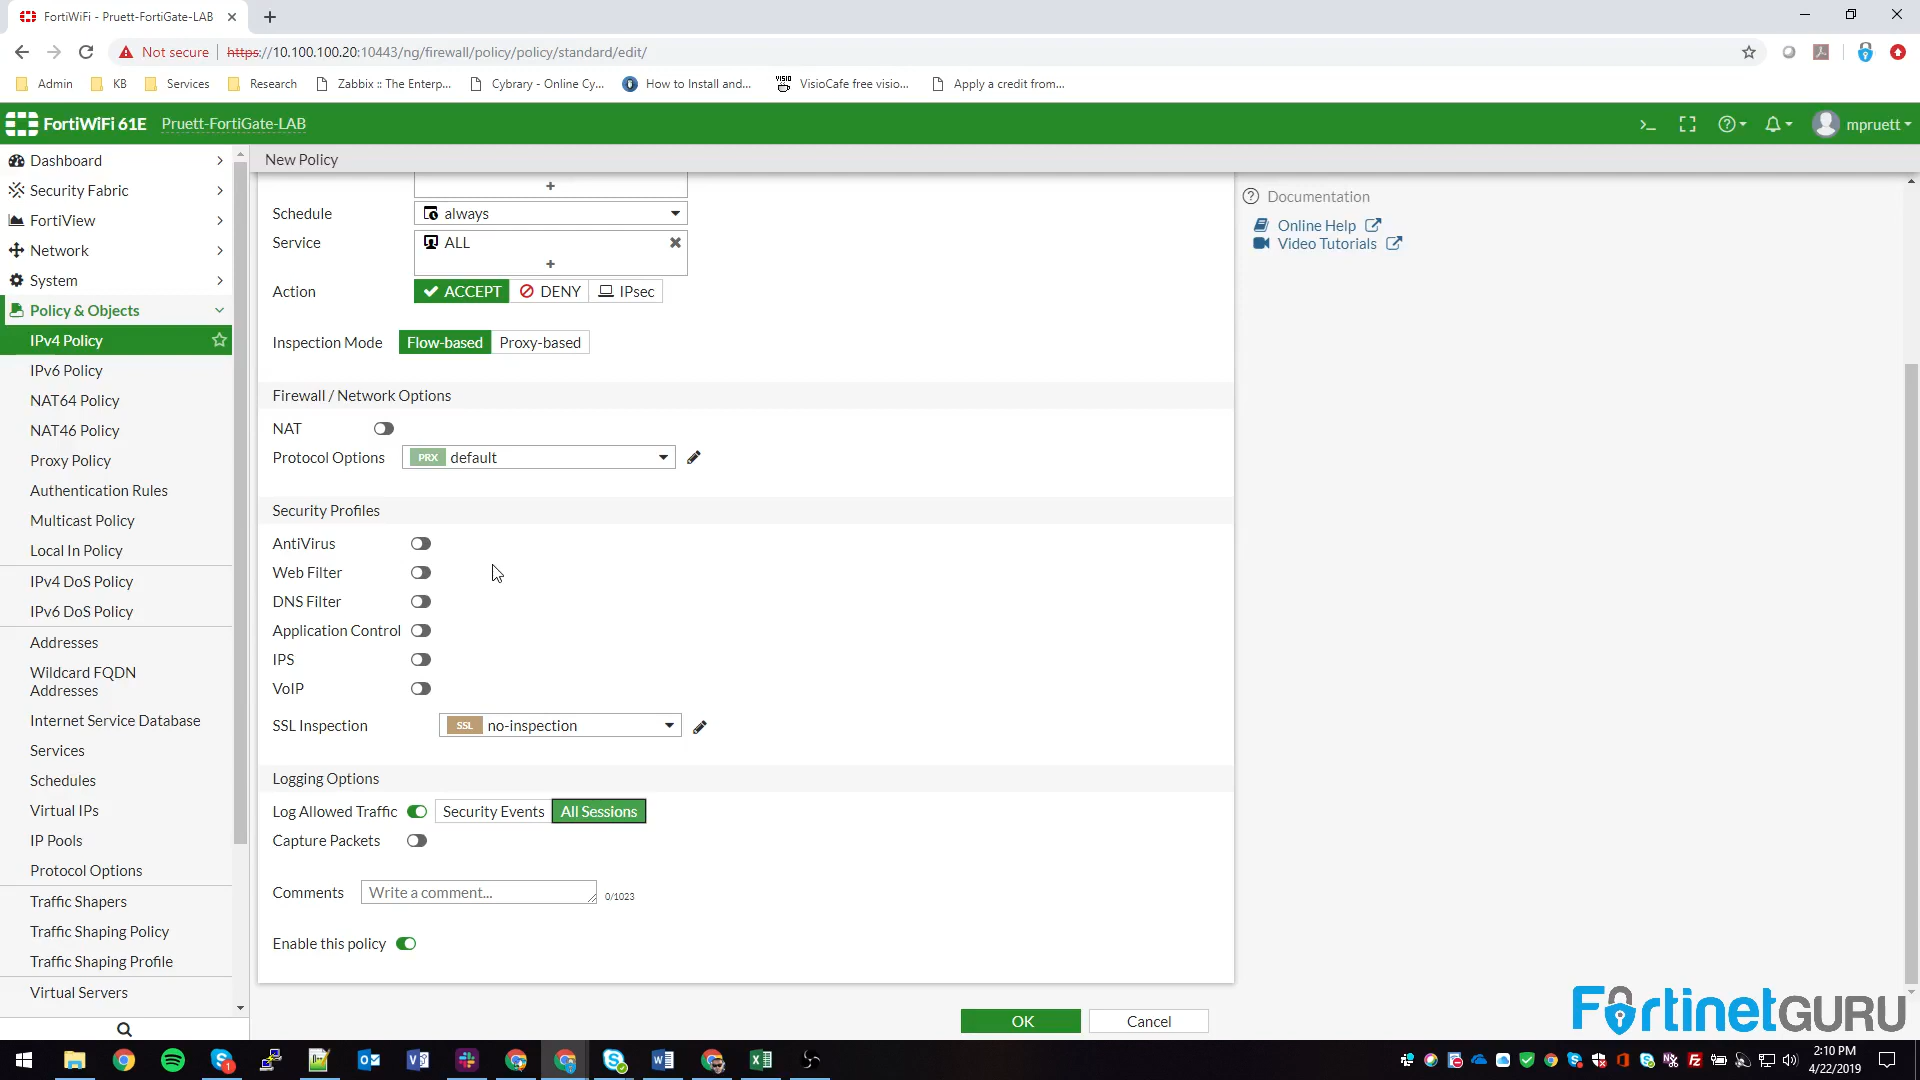 FortiWiFi - Pruett-FortiGate-LAB
Not secure
https://10.100.100.20:10443/ng/firewall/policy/policy/standard/edit/
Admin
KB
Services
Research
Zabbix :: The Enterp...
Cybrary - Online Cy...
How to Install and...
VISIO
VisioCafe free visio...
Apply a credit from...
FortiWiFi 61E
Pruett-FortiGate-LAB
mpruett
Dashboard
Security Fabric
FortiView
Network
System
Policy & Objects
IPv4 Policy
IPv6 Policy
NAT64 Policy
NAT46 Policy
Proxy Policy
Authentication Rules
Multicast Policy
Local In Policy
IPv4 DoS Policy
IPv6 DoS Policy
Addresses
Wildcard FQDN
Addresses
Internet Service Database
Services
Schedules
Virtual IPs
IP Pools
Protocol Options
Traffic Shapers
Traffic Shaping Policy
Traffic Shaping Profile
Virtual Servers
New Policy
Schedule always
Service ALL
Action ACCEPT DENY IPsec
Inspection Mode Flow-based Proxy-based
Firewall / Network Options
NAT
Protocol Options PRX default
Security Profiles
AntiVirus
Web Filter
DNS Filter
Application Control
IPS
VoIP
SSL Inspection SSL no-inspection
Logging Options
Log Allowed Traffic Security Events All Sessions
Capture Packets
Comments Write a comment... 0/1023
Enable this policy
OK Cancel
Documentation
Online Help
Video Tutorials
FortinetGURU
2:10 PM
4/22/2019